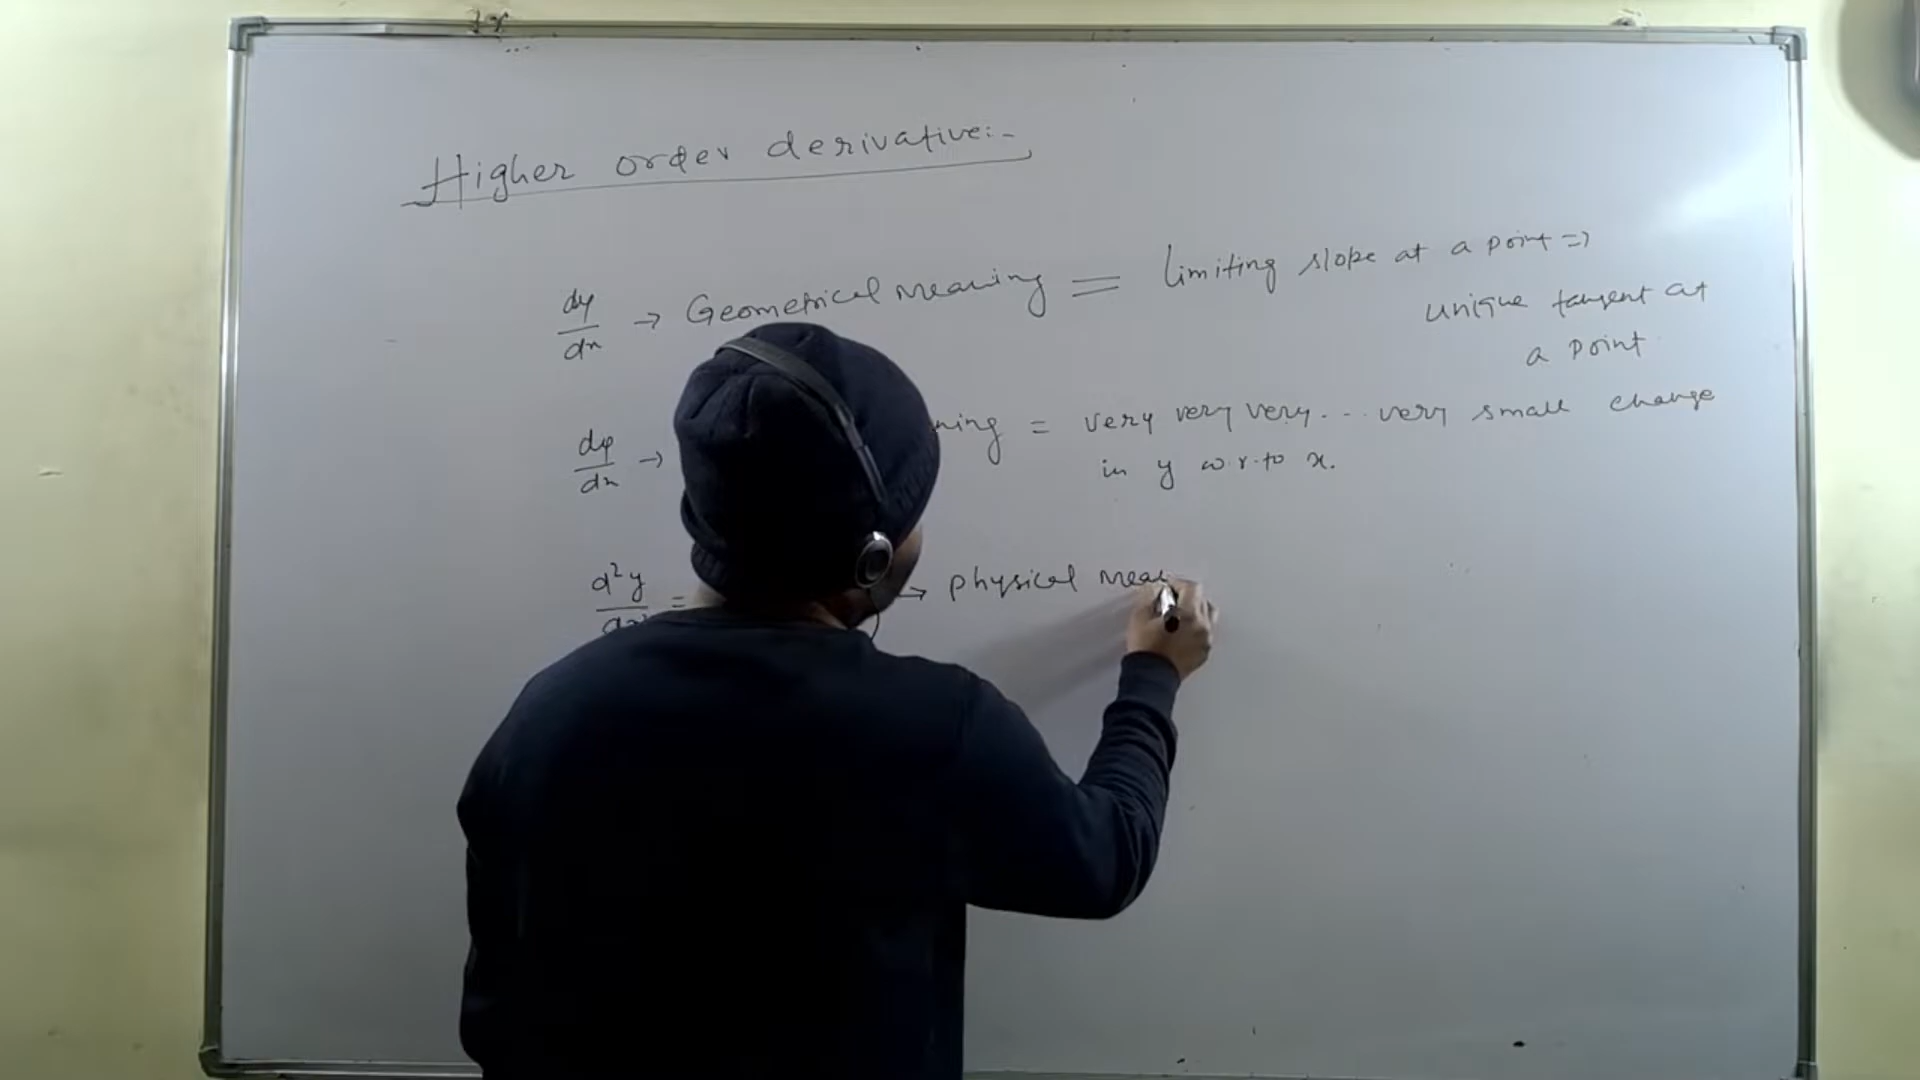 Higher order derivative:-
dy/dx → Geometrical meaning = limiting slope at a point =>
unique tangent at
a point
dy/dx → ning = very very very... very small change
in y w.r.to x.
d²y = → physical mea